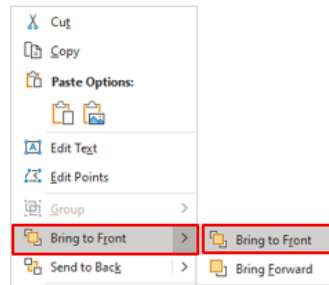 Cut
Copy
Paste Options:
Edit Text
Edit Points
Group
Bring to Front
Bring to Front
Send to Back
Bring Forward